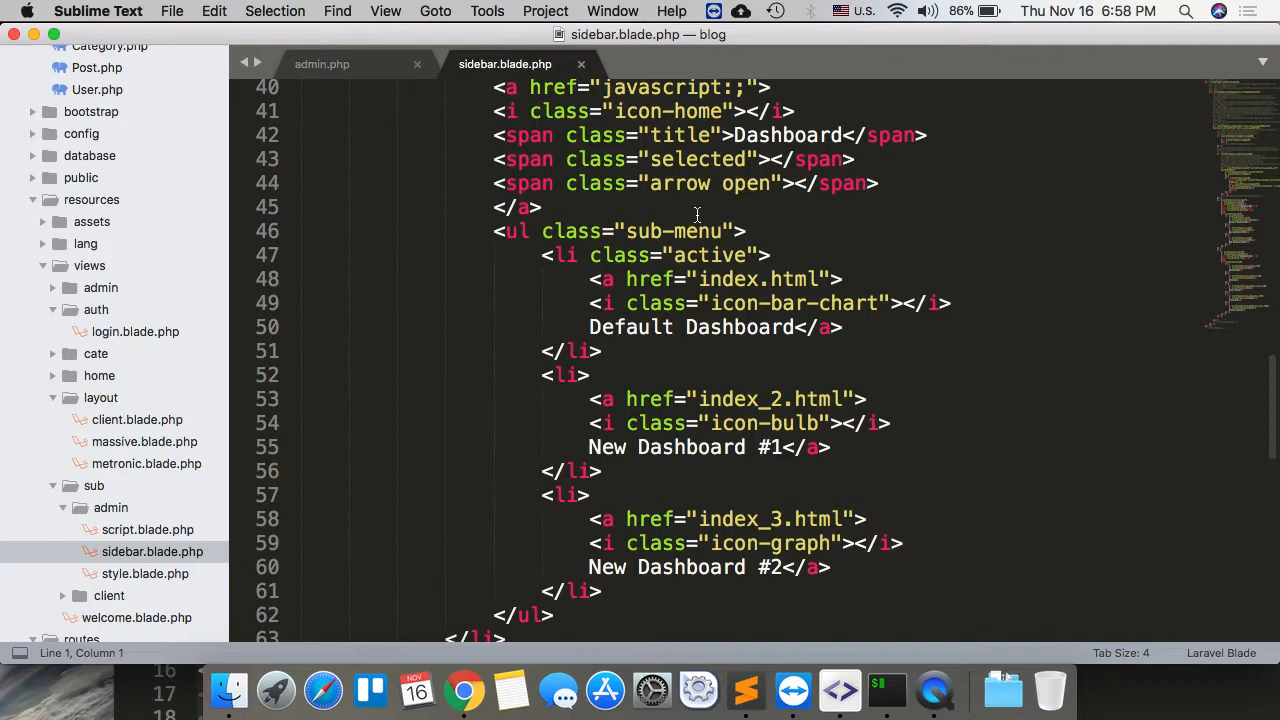 Sublime Text File Edit Selection Find View Goto Tools Project Window Help U.S. 86% Thu Nov 16 6:58 PM
sidebar.blade.php — blog
Category.php
Post.php
User.php
bootstrap
config
database
public
resources
assets
lang
views
admin
auth
login.blade.php
cate
home
layout
client.blade.php
massive.blade.php
metronic.blade.php
sub
admin
script.blade.php
sidebar.blade.php
style.blade.php
client
welcome.blade.php
routes
admin.php × sidebar.blade.php ×
40 <a href="javascript:;">
41 <i class="icon-home"></i>
42 <span class="title">Dashboard</span>
43 <span class="selected"></span>
44 <span class="arrow open"></span>
45 </a>
46 <ul class="sub-menu">
47 <li class="active">
48 <a href="index.html">
49 <i class="icon-bar-chart"></i>
50 Default Dashboard</a>
51 </li>
52 <li>
53 <a href="index_2.html">
54 <i class="icon-bulb"></i>
55 New Dashboard #1</a>
56 </li>
57 <li>
58 <a href="index_3.html">
59 <i class="icon-graph"></i>
60 New Dashboard #2</a>
61 </li>
62 </ul>
63 </li>
Line 1, Column 1 Tab Size: 4 Laravel Blade
16
17
18
NOV
16